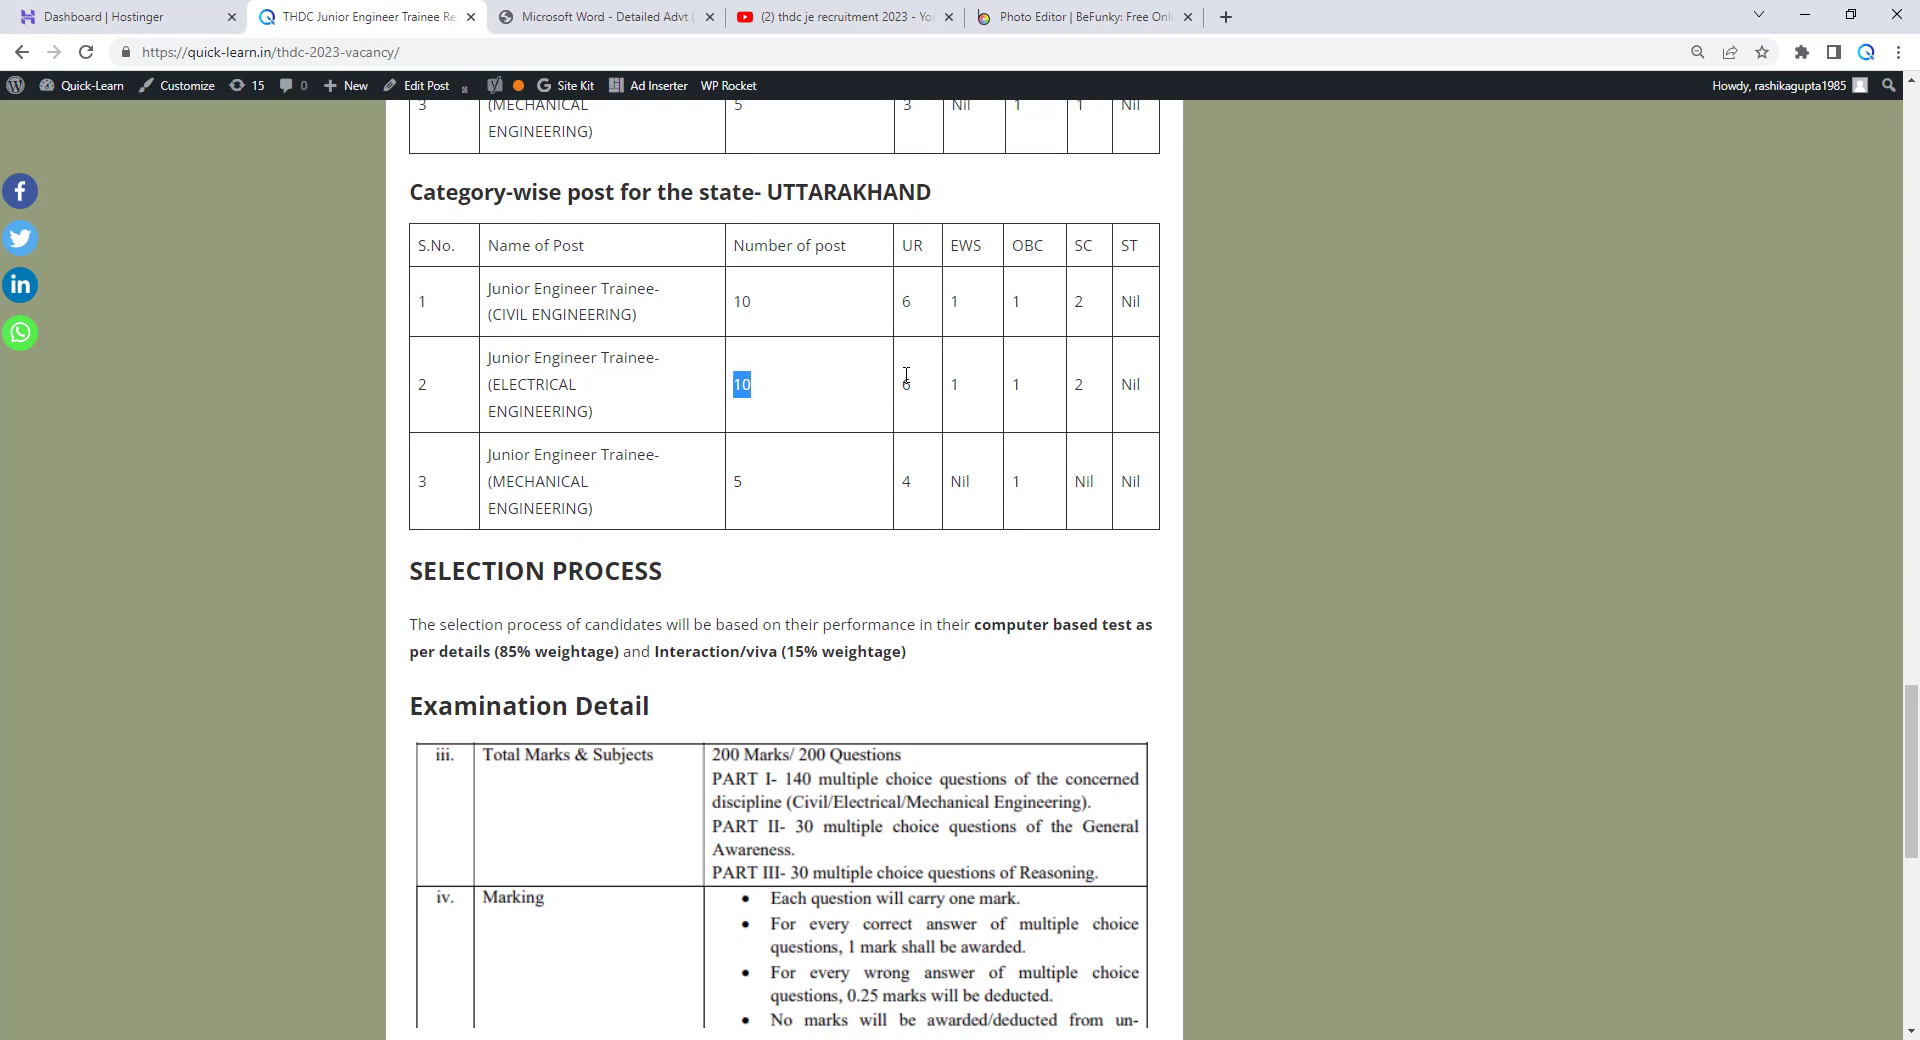 Dashboard | Hostinger
THDC Junior Engineer Trainee Re
Microsoft Word - Detailed Advt (
(2) thdc je recruitment 2023 - Yo
Photo Editor | BeFunky: Free Onli
https://quick-learn.in/thdc-2023-vacancy/
Quick-Learn Customize 15 0 New Edit Post Site Kit Ad Inserter WP Rocket Howdy, rashikagupta1985
3 (MECHANICAL 5 3 Nil 1 1 Nil
ENGINEERING)
Category-wise post for the state- UTTARAKHAND
S.No. Name of Post Number of post UR EWS OBC SC ST
Junior Engineer Trainee-
1 10 6 1 1 2 Nil
(CIVIL ENGINEERING)
Junior Engineer Trainee-
2 (ELECTRICAL 10 6 1 1 2 Nil
ENGINEERING)
Junior Engineer Trainee-
3 (MECHANICAL 5 4 Nil 1 Nil Nil
ENGINEERING)
SELECTION PROCESS
The selection process of candidates will be based on their performance in their computer based test as
per details (85% weightage) and Interaction/viva (15% weightage)
Examination Detail
iii. Total Marks & Subjects 200 Marks/ 200 Questions
PART I- 140 multiple choice questions of the concerned
discipline (Civil/Electrical/Mechanical Engineering).
PART II- 30 multiple choice questions of the General
Awareness.
PART III- 30 multiple choice questions of Reasoning.
iv. Marking • Each question will carry one mark.
• For every correct answer of multiple choice
questions, 1 mark shall be awarded.
• For every wrong answer of multiple choice
questions, 0.25 marks will be deducted.
• No marks will be awarded/deducted from un-